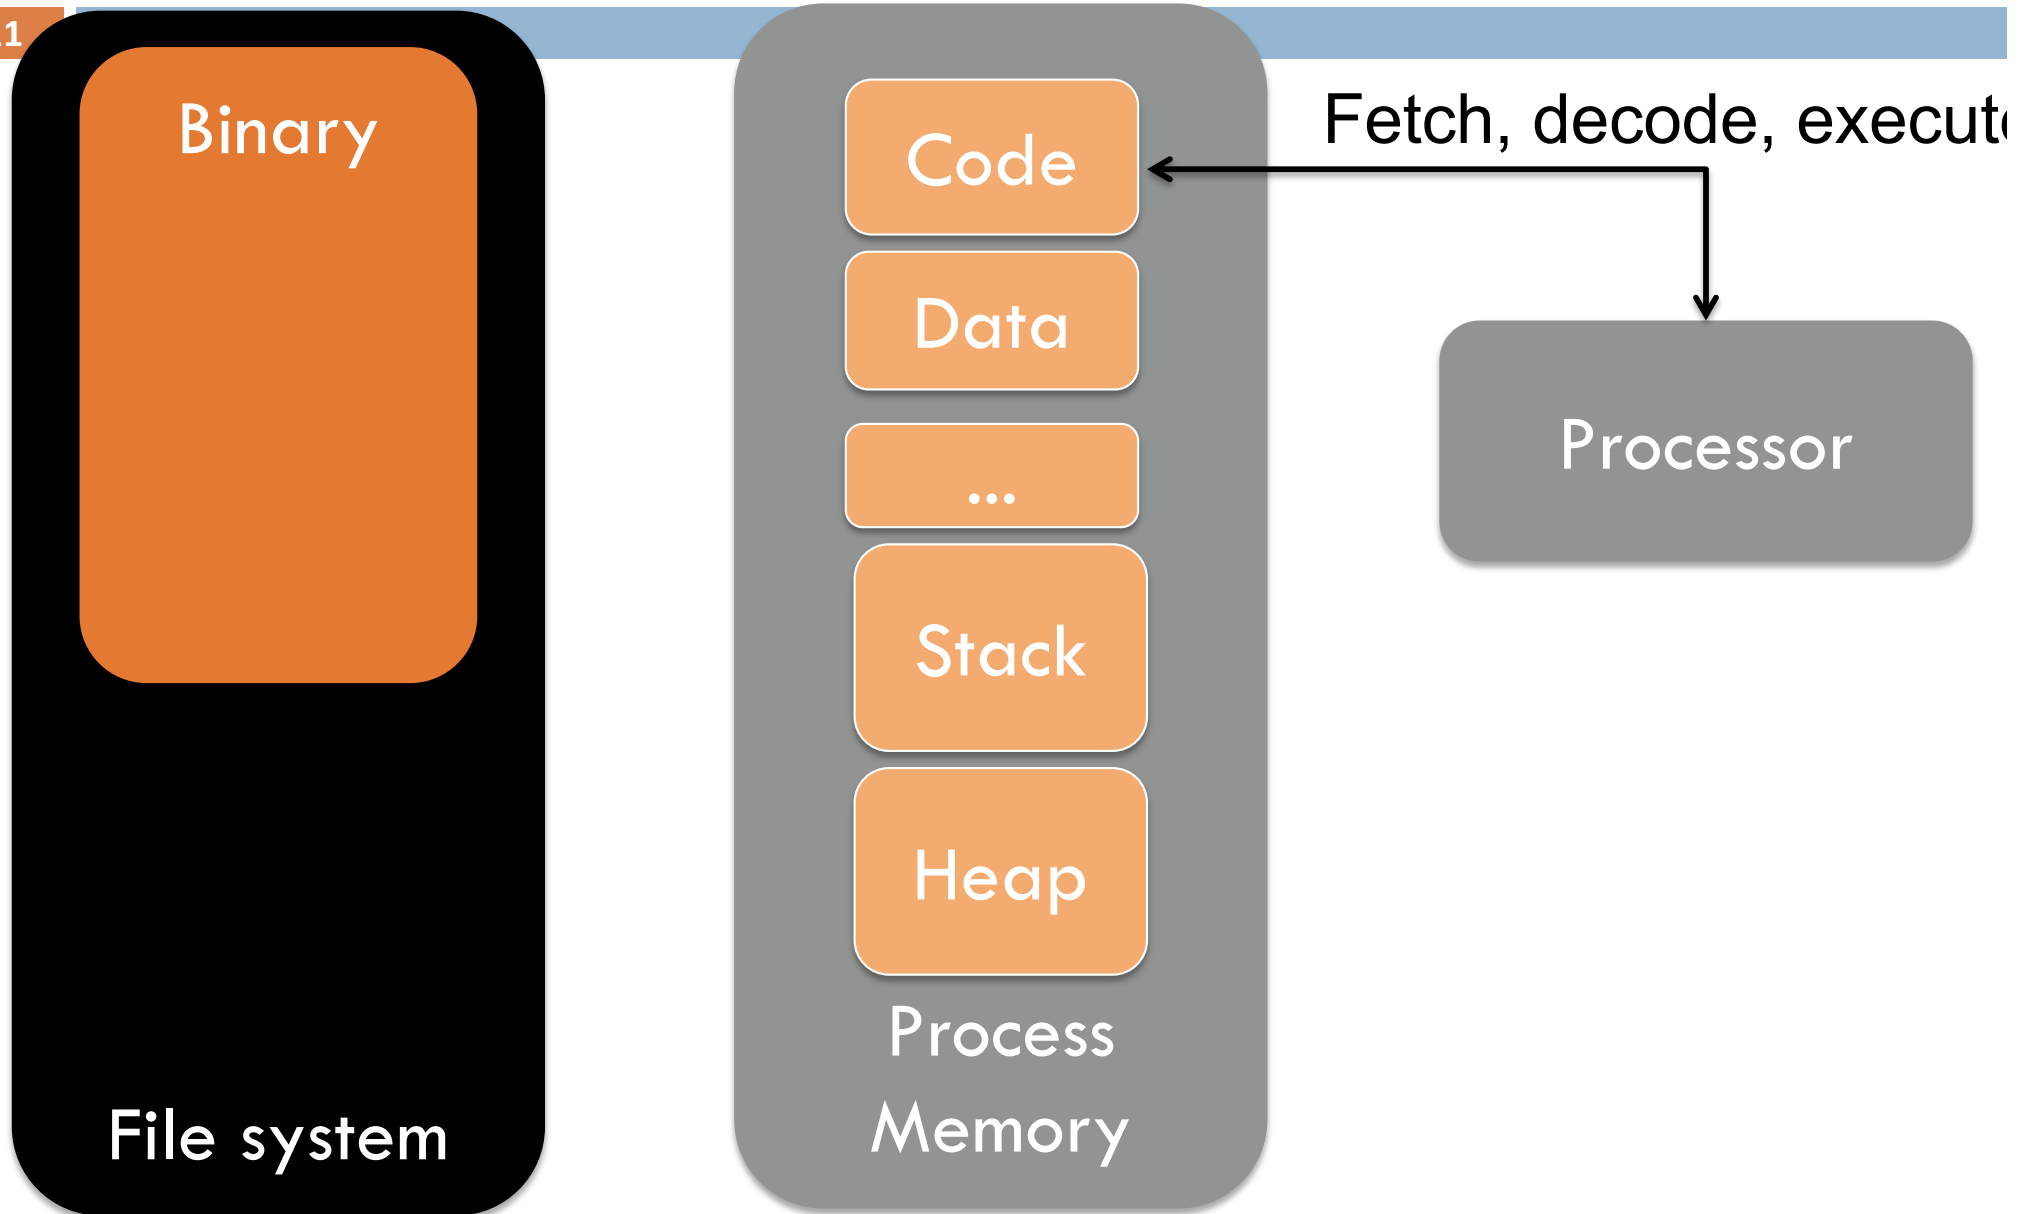 Binary
File system
Code
Data
...
Stack
Heap
Process
Memory
Fetch, decode,
Processor